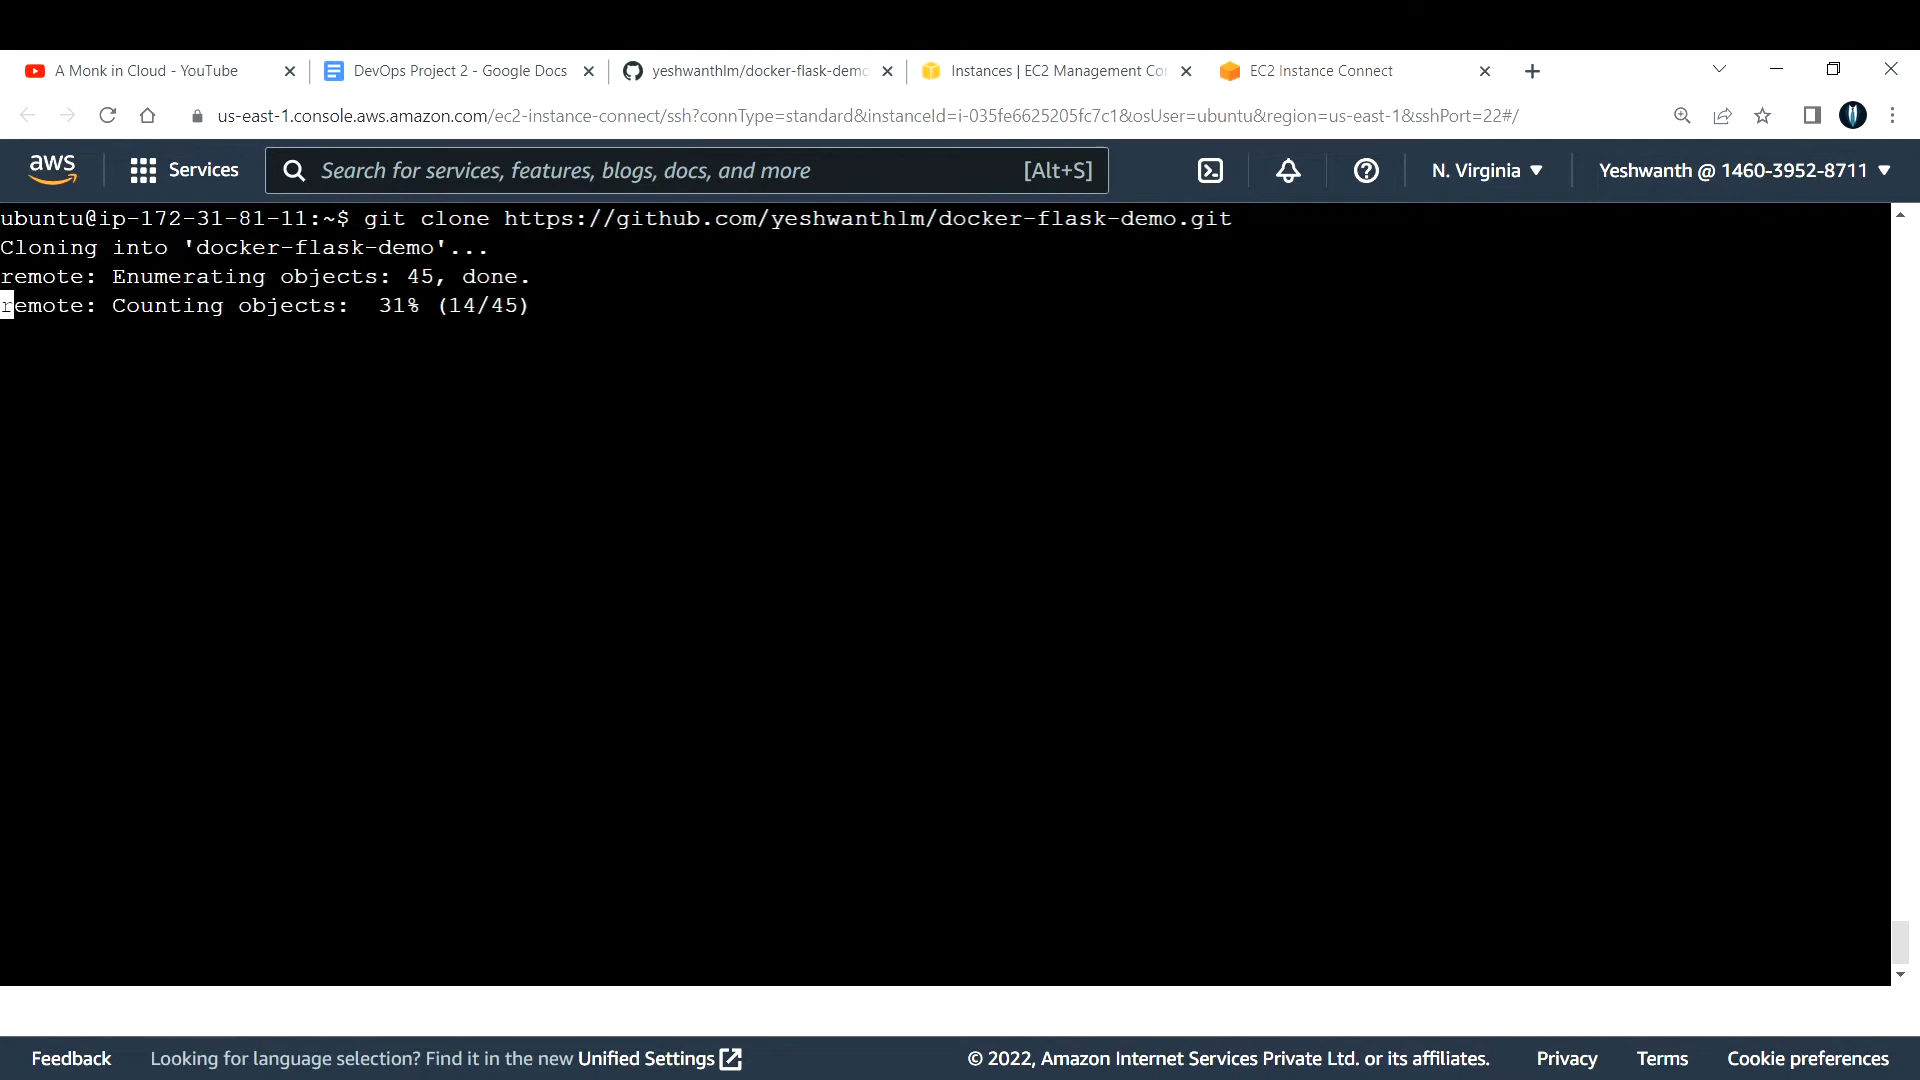 A Monk in Cloud - YouTube
DevOps Project 2 - Google Docs
yeshwanthlm/docker-flask-demo
Instances | EC2 Management Co
EC2 Instance Connect
us-east-1.console.aws.amazon.com/ec2-instance-connect/ssh?connType=standard&instanceId=i-035fe6625205fc7c1&osUser=ubuntu&region=us-east-1&sshPort=22#/
aws
Services
Search for services, features, blogs, docs, and more
[Alt+S]
N. Virginia
Yeshwanth @ 1460-3952-8711
ubuntu@ip-172-31-81-11:~$ git clone https://github.com/yeshwanthlm/docker-flask-demo.git
Cloning into 'docker-flask-demo'...
remote: Enumerating objects: 45, done.
remote: Counting objects:  31% (14/45)
Feedback
Looking for language selection? Find it in the new Unified Settings
© 2022, Amazon Internet Services Private Ltd. or its affiliates.
Privacy
Terms
Cookie preferences